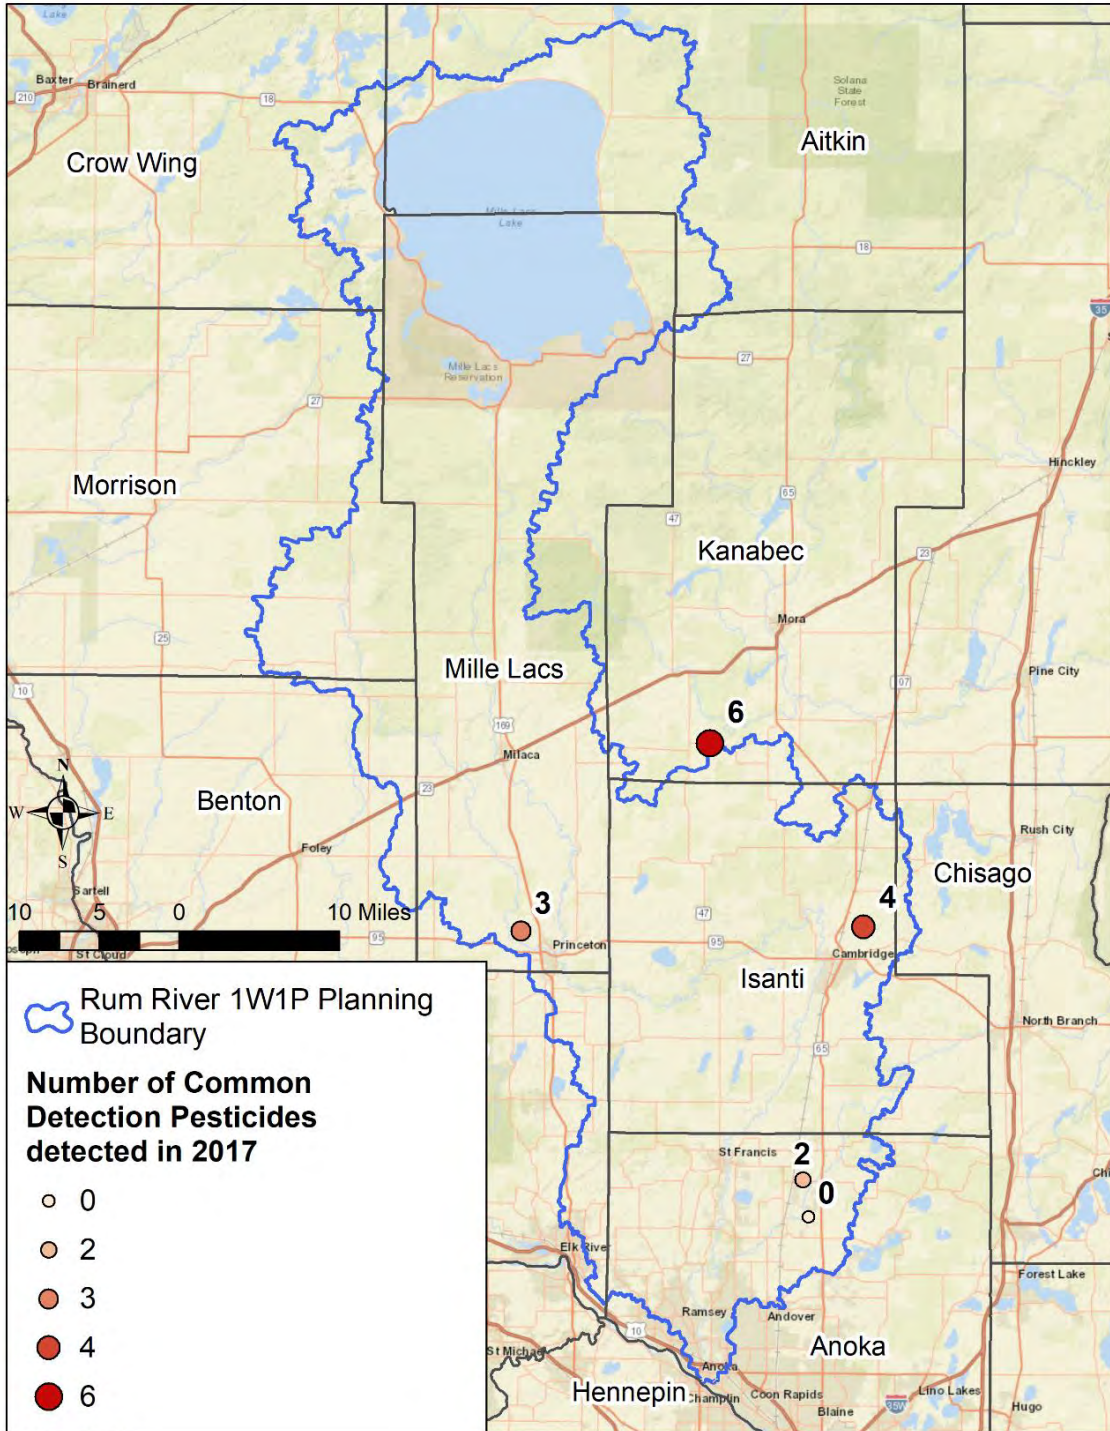 Lake
Baxter
Brainerd
210
18
Solana
State
Forest
Crow Wing
Aitkin
Mille Lacs
Lake
18
35
Mille Lacs
Reservation
27
27
Hinckley
Morrison
65
47
Kanabec
23
Mora
25
Mille Lacs
Pine City
10
107
6
169
Milaca
N
Benton
23
W
E
S
Foley
Rush City
Chisago
Sartell
10 5 0 10 Miles
3
4
47
95
Princeton
95
Cambridge
St Cloud
Isanti
North Branch
65
Rum River 1W1P Planning
Boundary
Number of Common
Detection Pesticides
detected in 2017
0
2
3
4
6
St Francis
2
0
Elk River
Forest Lake
Ramsey
Andover
10
Anoka
St Michael
Anoka
Hennepin
Champlin
Coon Rapids
Lino Lakes
35W
Blaine
Hugo